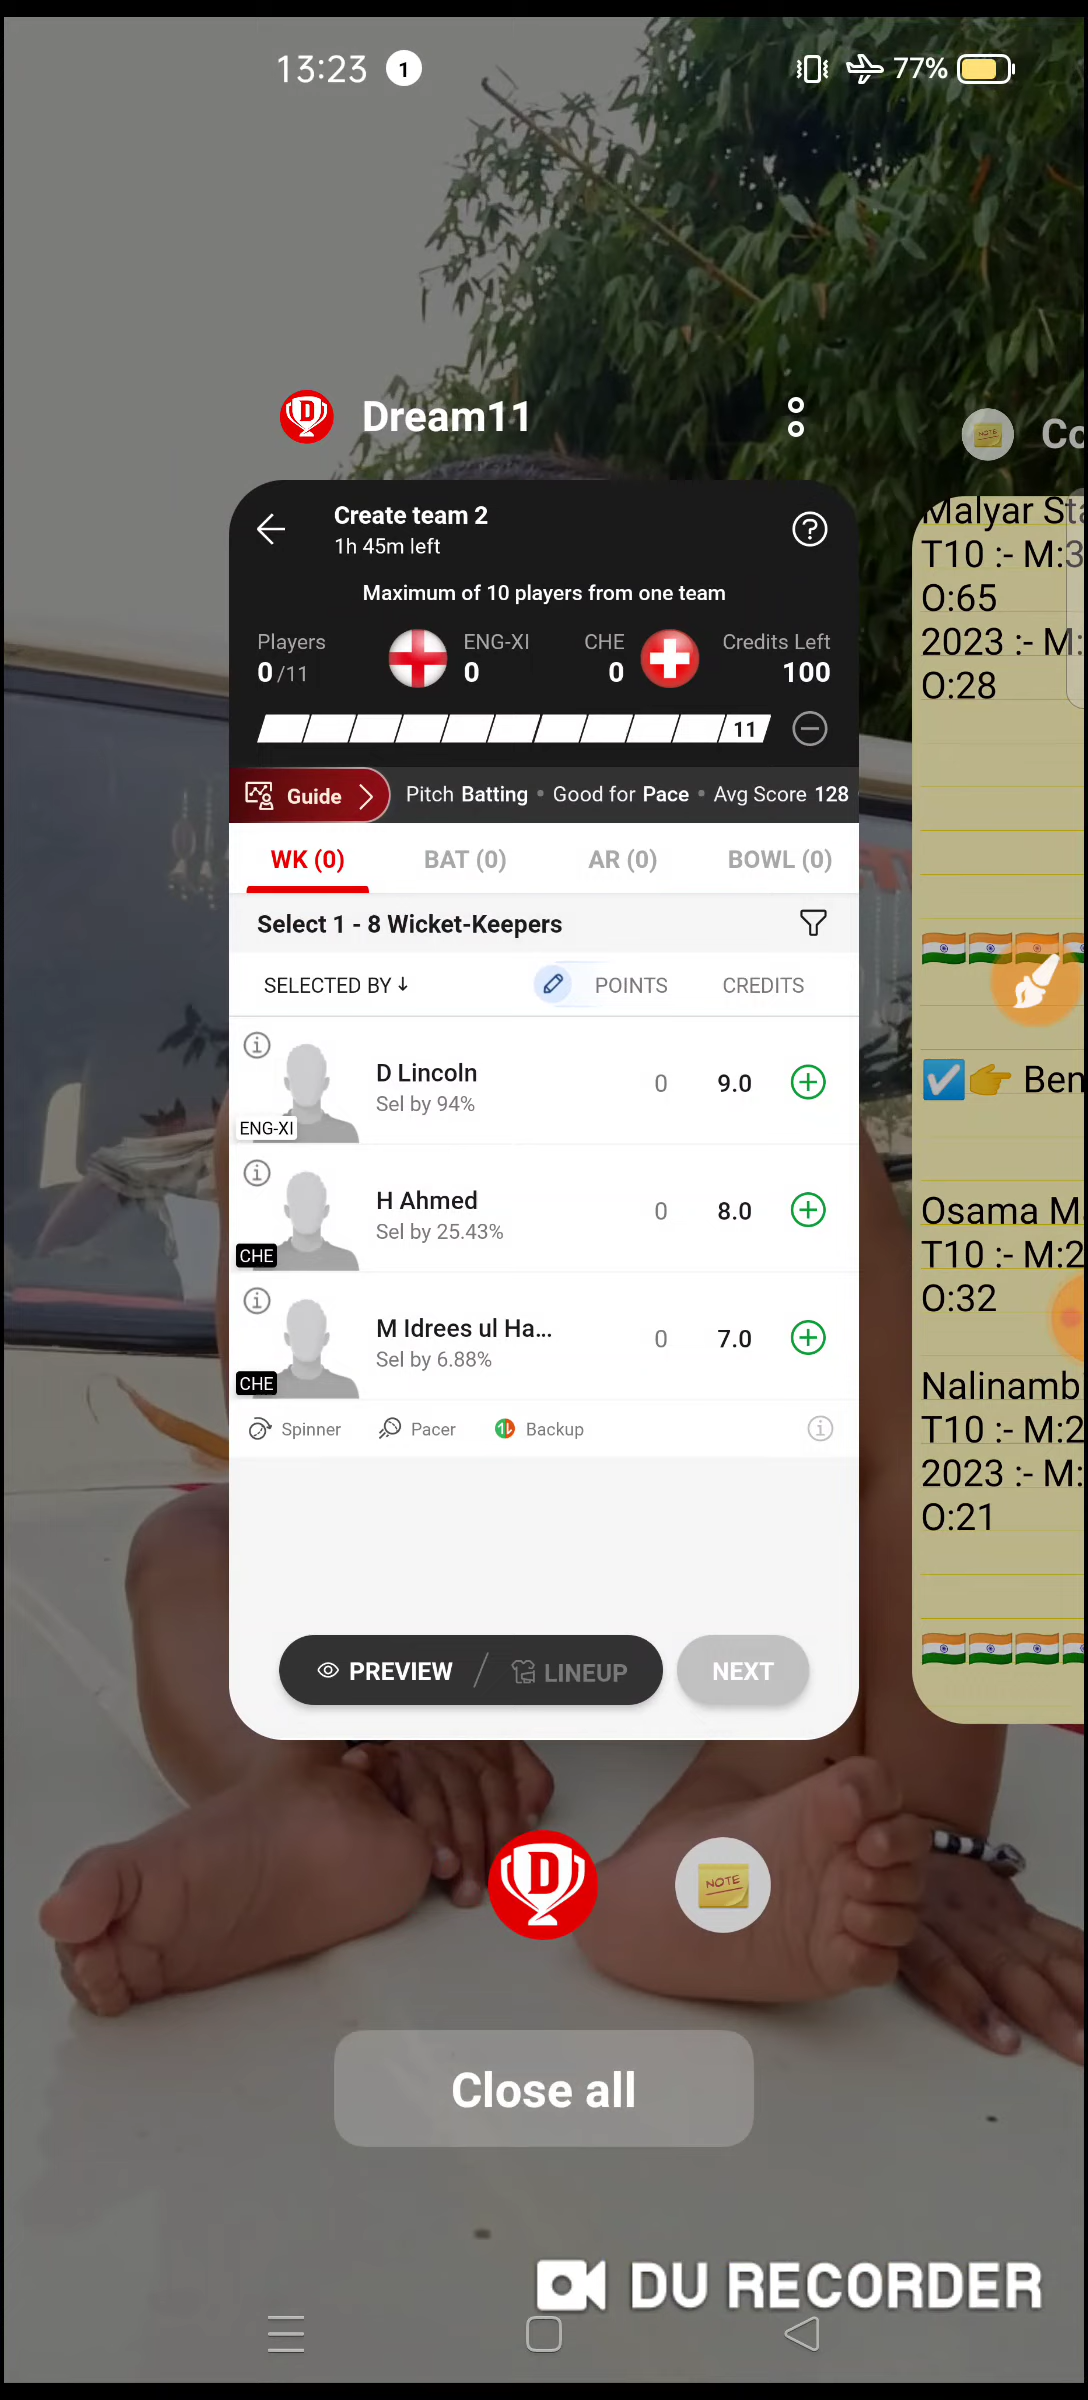 13:23 1 77%
Dream11
Co
Create team 2
1h 45m left
Maximum of 10 players from one team
Players ENG-XI CHE Credits Left
0/11 0 0 100
11
Guide Pitch Batting • Good for Pace • Avg Score 128
WK (0) BAT (0) AR (0) BOWL (0)
Select 1 - 8 Wicket-Keepers
SELECTED BY POINTS CREDITS
D Lincoln 0 9.0
Sel by 94%
ENG-XI
H Ahmed 0 8.0
Sel by 25.43%
CHE
M Idrees ul Ha... 0 7.0
Sel by 6.88%
CHE
Spinner Pacer Backup
PREVIEW LINEUP NEXT
Malyar Sta
T10 :- M:3
O:65
2023 :- M:
O:28
Ben
Osama M
T10 :- M:2
O:32
Nalinamb
T10 :- M:2
2023 :- M:
O:21
D
NOTE
Close all
DU RECORDER